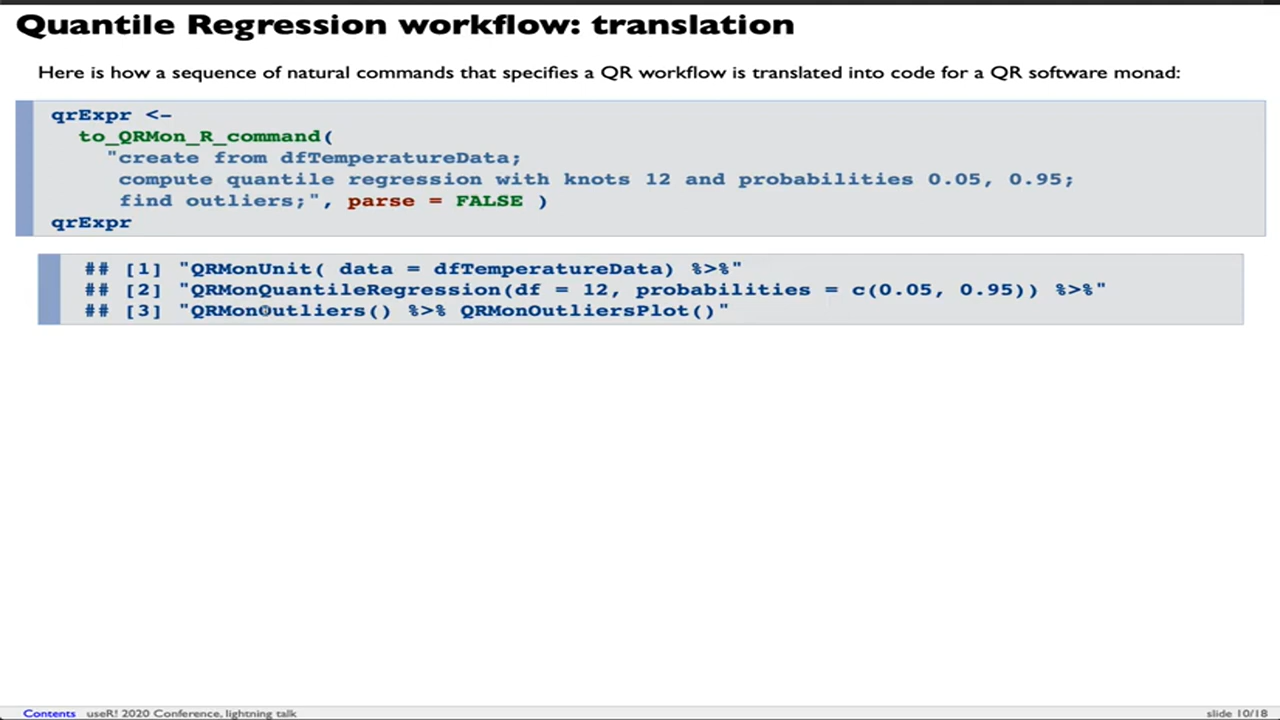 Quantile Regression workflow: translation
Here is how a sequence of natural commands that specifies a QR workflow is translated into code for a QR software monad:
qrExpr <-
to_QRMon_R_command(
"create from dfTemperatureData;
compute quantile regression with knots 12 and probabilities 0.05, 0.95;
find outliers;", parse = FALSE )
qrExpr
## [1] "QRMonUnit( data = dfTemperatureData) %>%"
## [2] "QRMonQuantileRegression(df = 12, probabilities = c(0.05, 0.95)) %>%"
## [3] "QRMonOutliers() %>% QRMonOutliersPlot()"
Contents useR! 2020 Conference, lightning talk slide 10/18